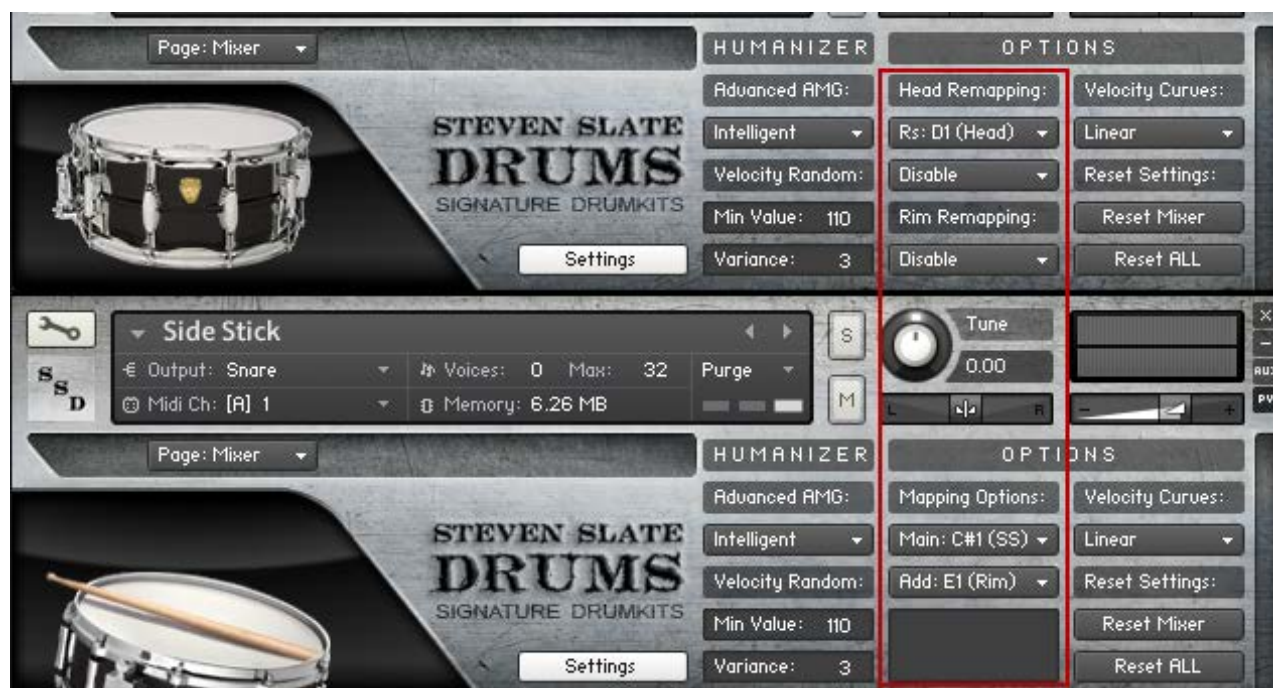 Page: Mixer
HUMANIZER
OPTIONS
Advanced AMG:
Head Remapping:
Velocity Curves:
STEVEN SLATE
DRUMS
SIGNATURE DRUMKITS
Intelligent
Rs: D1 (Head)
Linear
Velocity Random:
Disable
Reset Settings:
Min Value: 110
Rim Remapping:
Reset Mixer
Settings
Variance: 3
Disable
Reset ALL
Side Stick
S
Tune
0.00
SSD
Output: Snare
Voices: 0 Max: 32
Purge
Midi Ch: [A] 1
Memory: 6.26 MB
M
L
R
-
+
X
-
AUX
PV
Page: Mixer
HUMANIZER
OPTIONS
Advanced AMG:
Mapping Options:
Velocity Curves:
STEVEN SLATE
DRUMS
SIGNATURE DRUMKITS
Intelligent
Main: C#1 (SS)
Linear
Velocity Random:
Add: E1 (Rim)
Reset Settings:
Min Value: 110
Reset Mixer
Settings
Variance: 3
Reset ALL